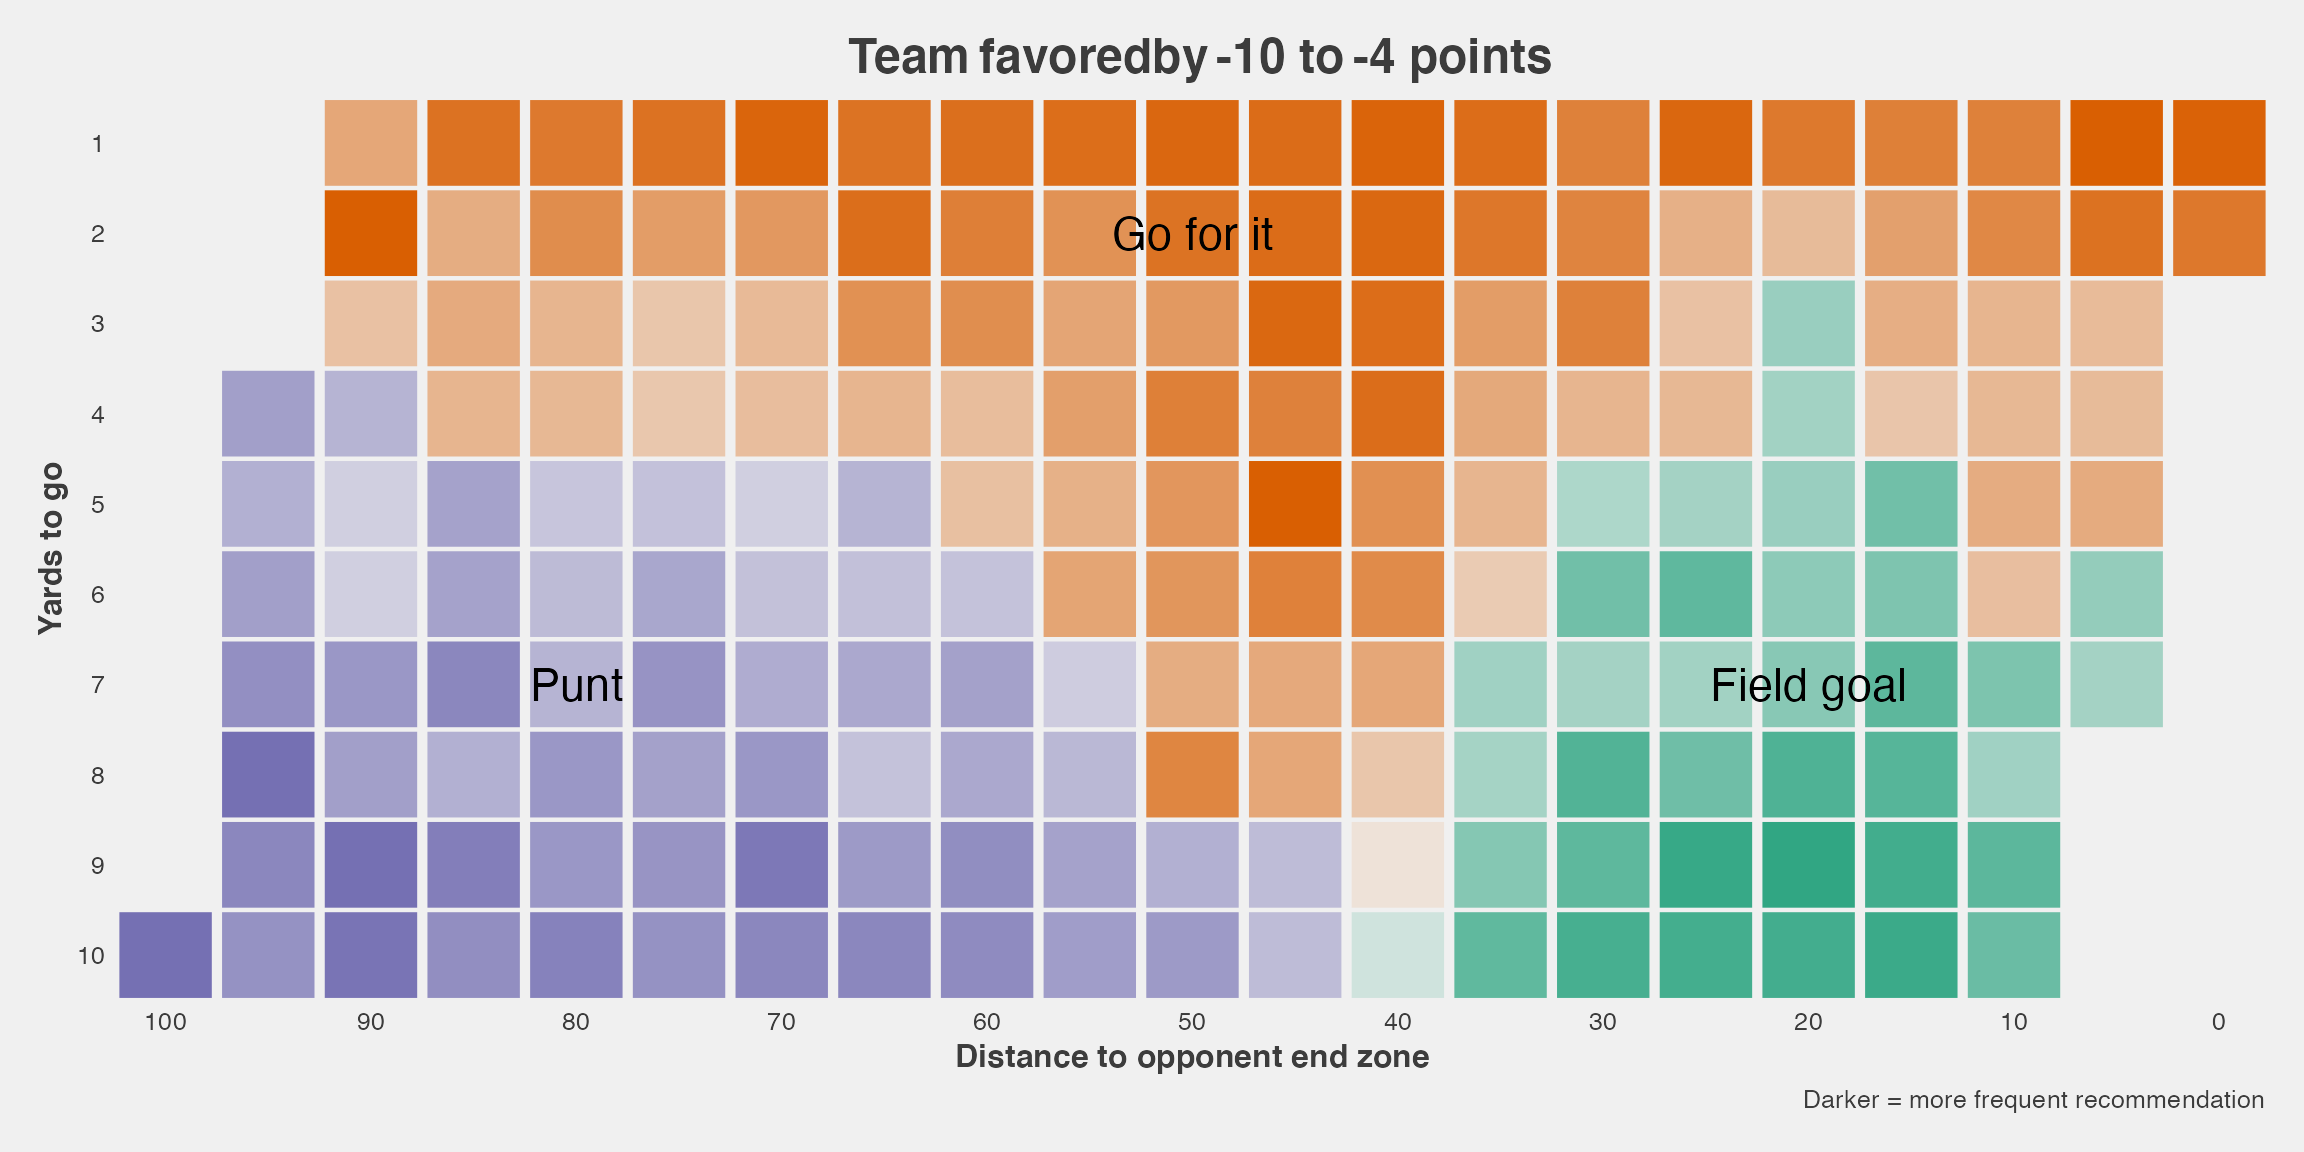 Team favoredby -10 to -4 points
1
2
Go for it
3
4
5
6
7
Punt
Field goal
8
9
10
Yards to go
100 90 80 70 60 50 40 30 20 10 0
Distance to opponent end zone
Darker = more frequent recommendation